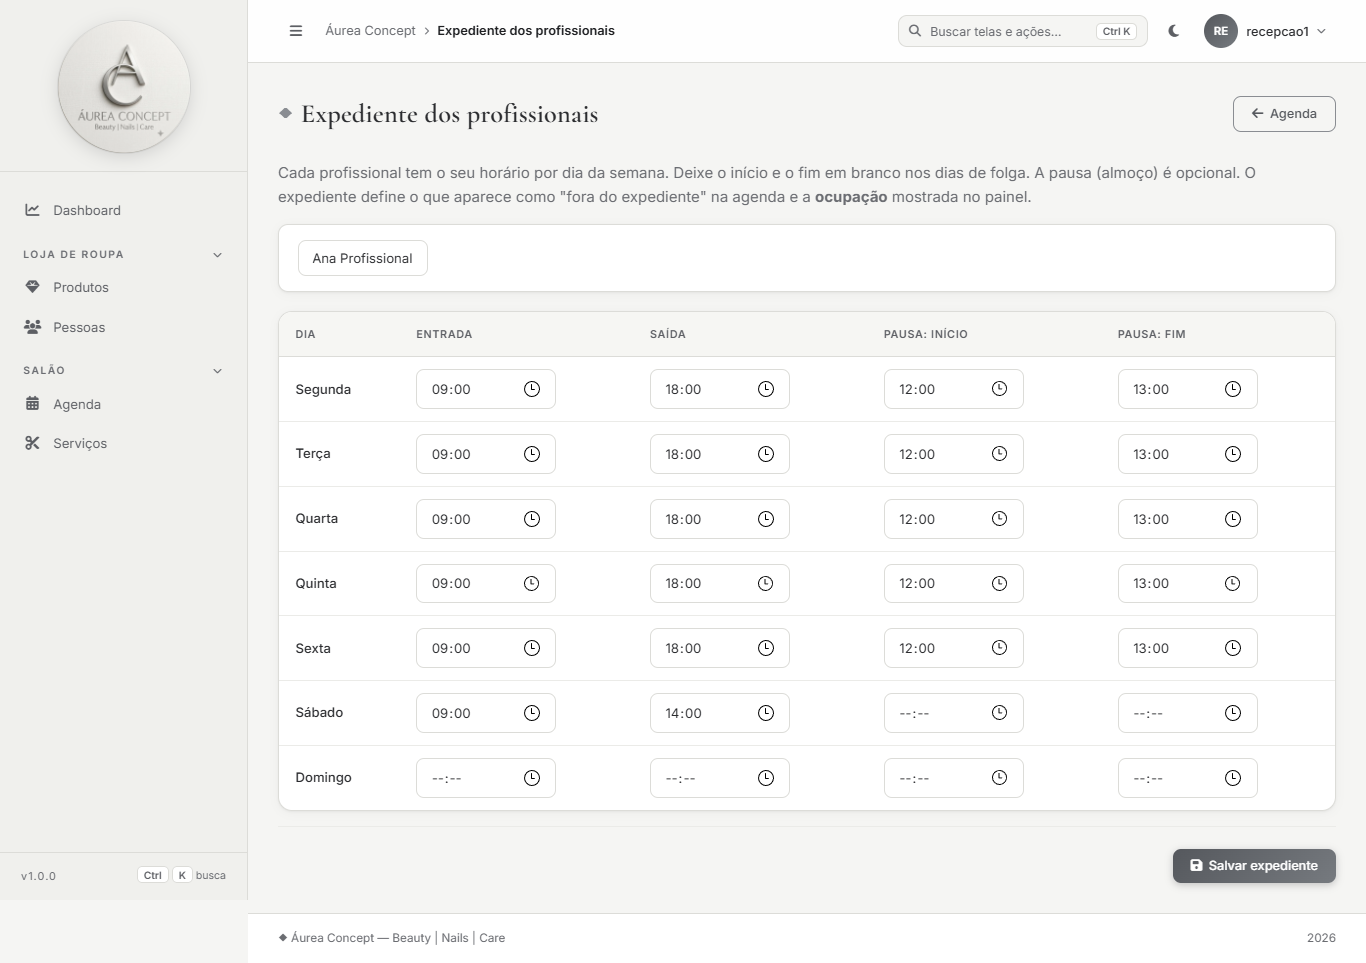 ÁUREA CONCEPT
Beauty | Nails | Care
Áurea Concept > Expediente dos profissionais
Buscar telas e ações... Ctrl K
RE recepcao1
Dashboard
LOJA DE ROUPA
Produtos
Pessoas
SALÃO
Agenda
Serviços
v1.0.0 Ctrl K busca
Expediente dos profissionais
← Agenda
Cada profissional tem o seu horário por dia da semana. Deixe o início e o fim em branco nos dias de folga. A pausa (almoço) é opcional. O
expediente define o que aparece como "fora do expediente" na agenda e a ocupação mostrada no painel.
Ana Profissional
DIA ENTRADA SAÍDA PAUSA: INÍCIO PAUSA: FIM
Segunda 09:00 18:00 12:00 13:00
Terça 09:00 18:00 12:00 13:00
Quarta 09:00 18:00 12:00 13:00
Quinta 09:00 18:00 12:00 13:00
Sexta 09:00 18:00 12:00 13:00
Sábado 09:00 14:00 --:-- --:--
Domingo --:-- --:-- --:-- --:--
Salvar expediente
◆ Áurea Concept — Beauty | Nails | Care 2026